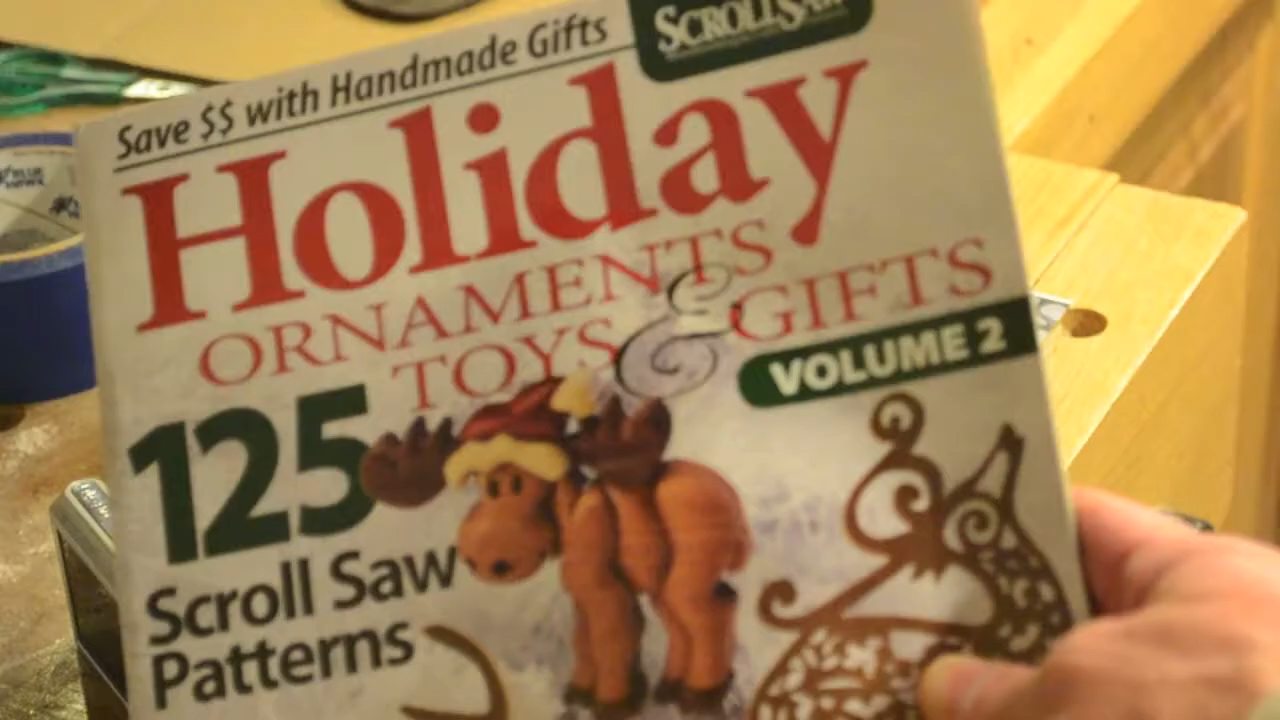 SCROLLSAW
Save $$ with Handmade Gifts
Holiday
ORNAMENTS
TOYS & GIFTS
VOLUME 2
125
Scroll Saw
Patterns